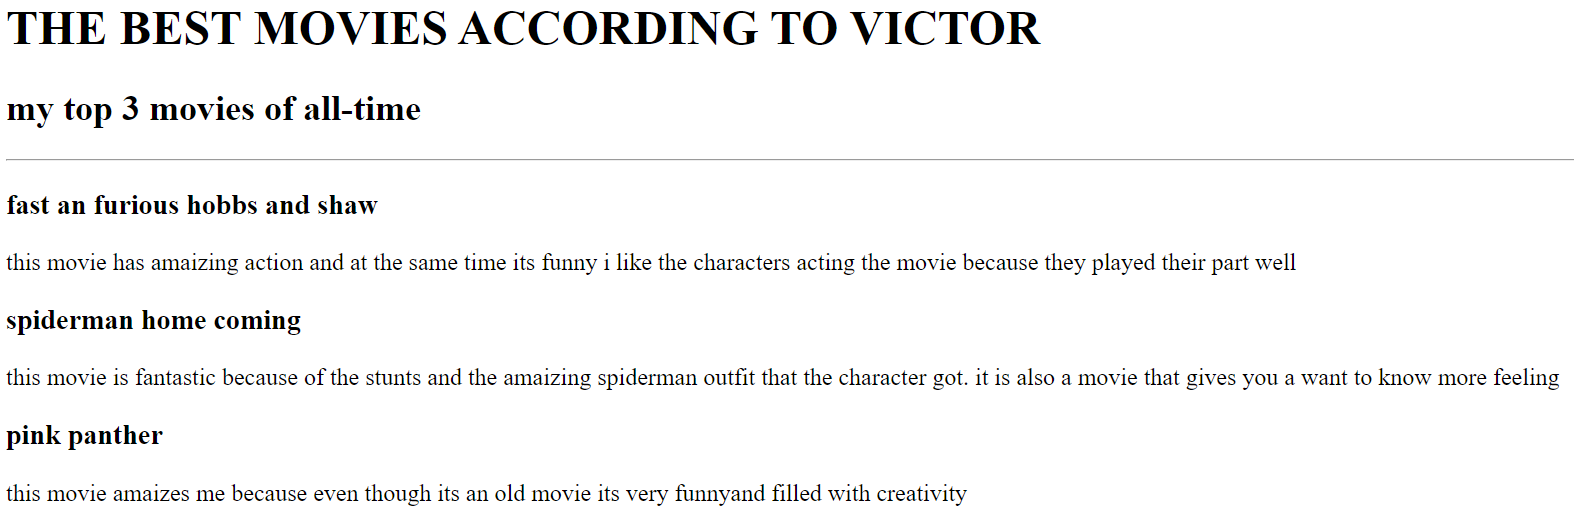 THE BEST MOVIES ACCORDING TO VICTOR
my top 3 movies of all-time
fast an furious hobbs and shaw
this movie has amaizing action and at the same time its funny i like the characters acting the movie because they played their part well
spiderman home coming
this movie is fantastic because of the stunts and the amaizing spiderman outfit that the character got. it is also a movie that gives you a want to know more feeling
pink panther
this movie amaizes me because even though its an old movie its very funnyand filled with creativity